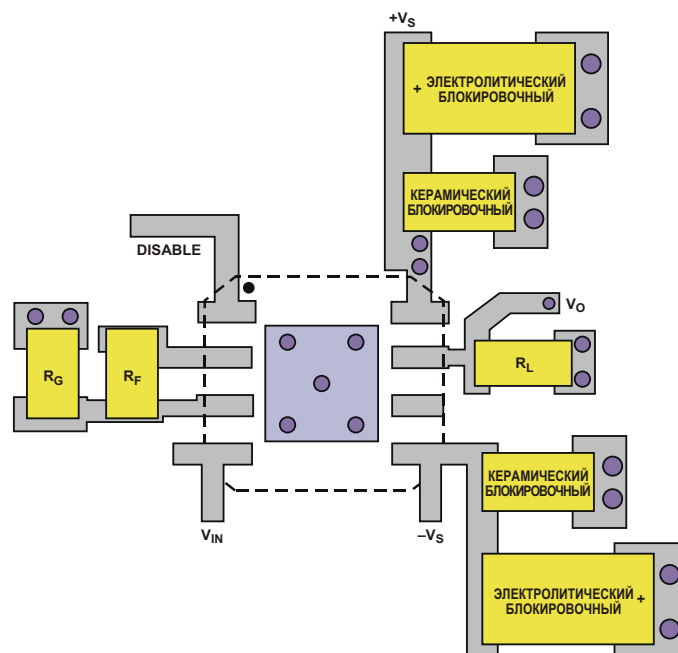 +VS
+ ЭЛЕКТРОЛИТИЧЕСКИЙ
БЛОКИРОВОЧНЫЙ
КЕРАМИЧЕСКИЙ
БЛОКИРОВОЧНЫЙ
DISABLE
VO
RG
RF
RL
КЕРАМИЧЕСКИЙ
БЛОКИРОВОЧНЫЙ
VIN
–VS
ЭЛЕКТРОЛИТИЧЕСКИЙ +
БЛОКИРОВОЧНЫЙ